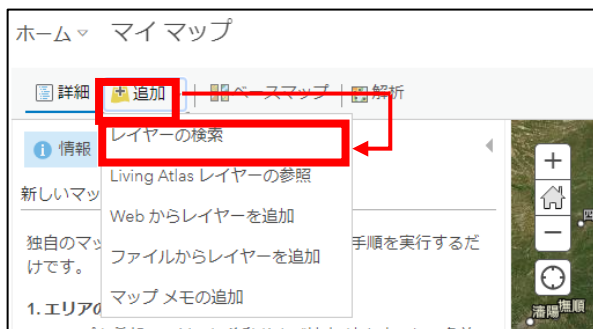 ホーム マイ マップ
詳細 追加 ベースマップ 解析
情報
レイヤーの検索
Living Atlas レイヤーの参照
新しいマッ
Web からレイヤーを追加
独自のマッ 手順を実行するだ
けです。
ファイルからレイヤーを追加
マップ メモの追加
1. エリアの
瀋陽 撫順